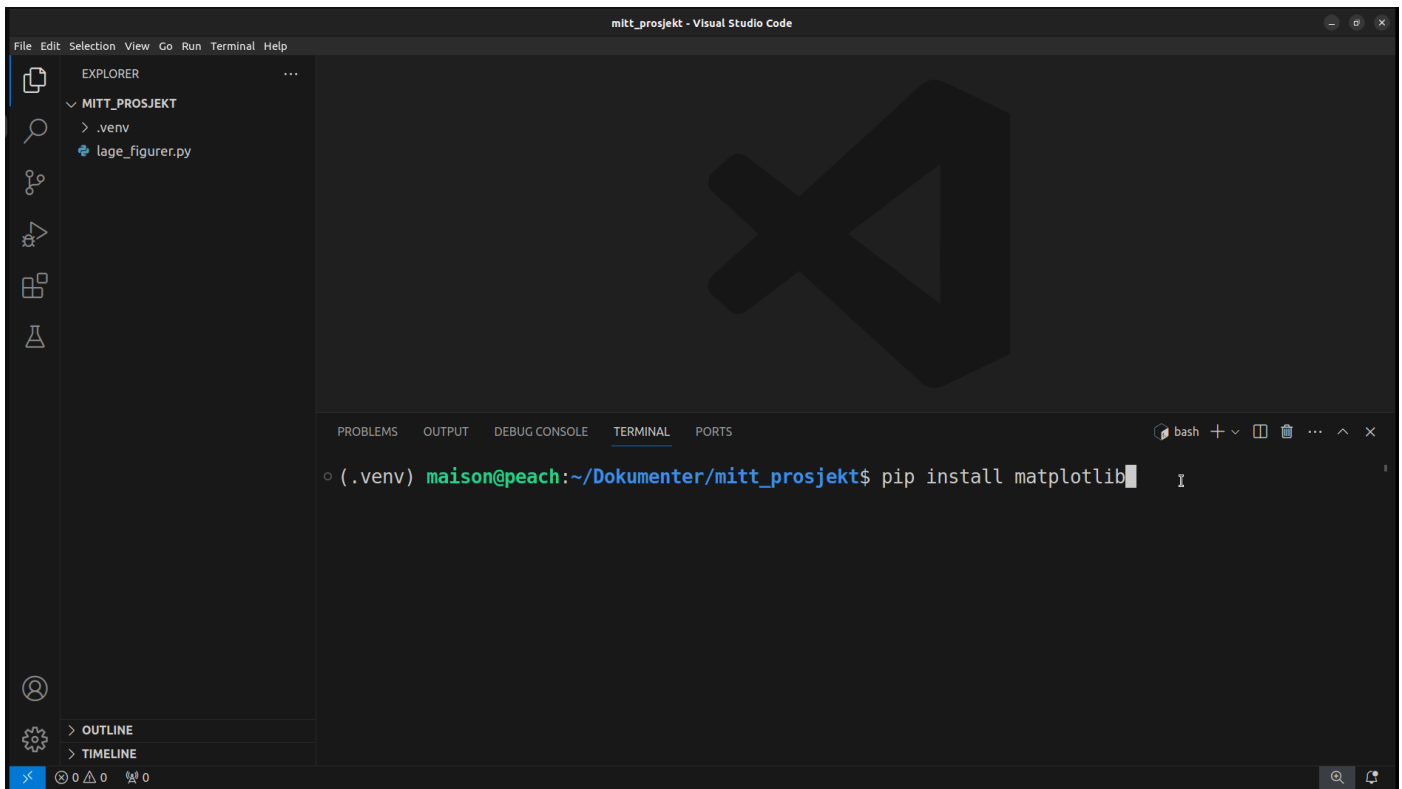 mitt_prosjekt - Visual Studio Code
File Edit Selection View Go Run Terminal Help
EXPLORER
MITT_PROSJEKT
.venv
lage_figurer.py
PROBLEMS OUTPUT DEBUG CONSOLE TERMINAL PORTS
bash
(.venv) maison@peach:~/Dokumenter/mitt_prosjekt$ pip install matplotlib
OUTLINE
TIMELINE
0 0 0